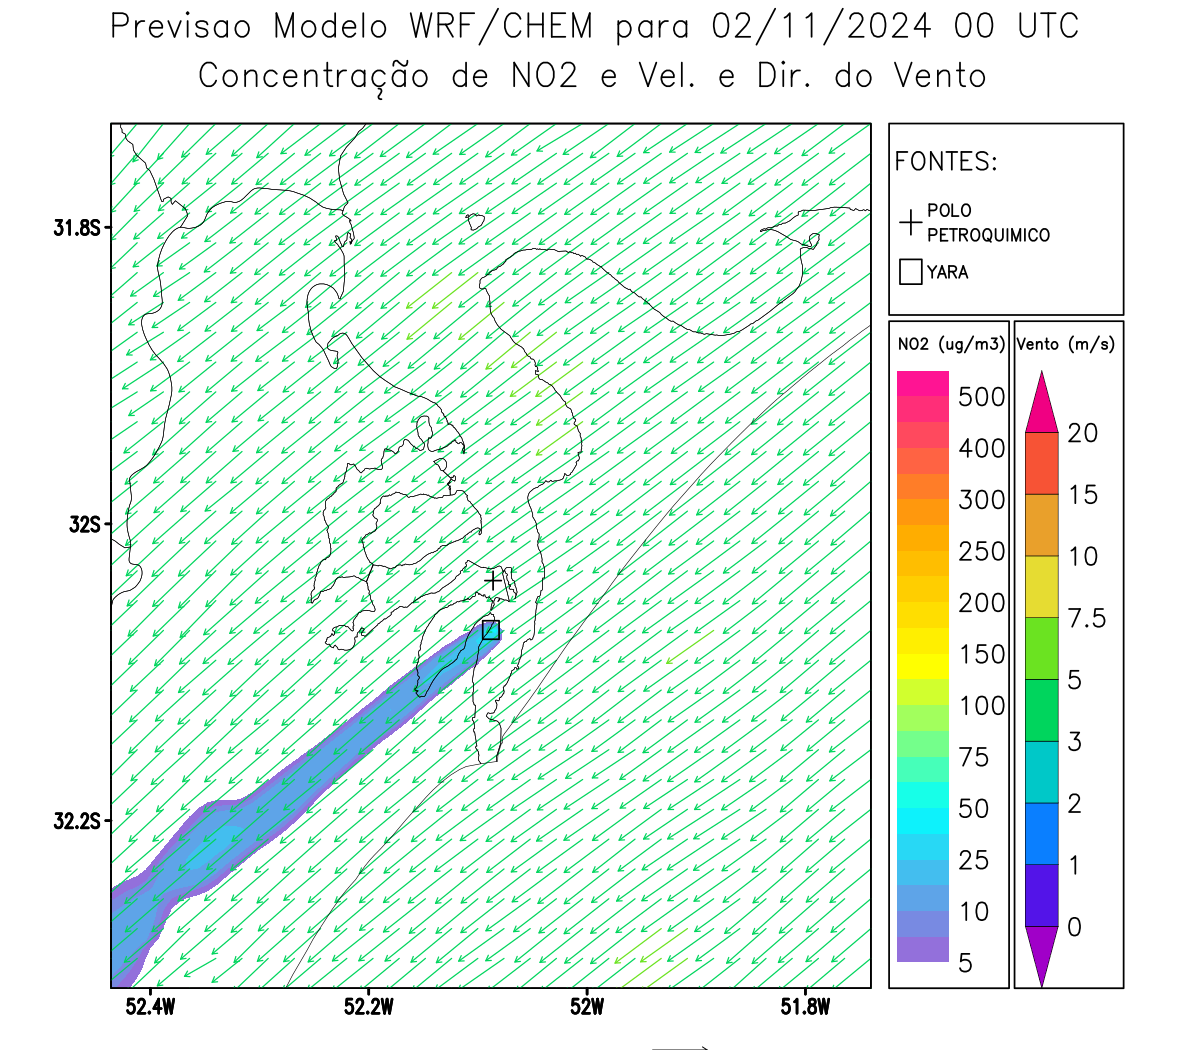 Previsao Modelo WRF/CHEM para 02/11/2024 00 UTC
Concentração de NO2 e Vel. e Dir. do Vento
FONTES:
POLO
PETROQUIMICO
YARA
NO2 (ug/m3)
500
400
300
250
200
150
100
75
50
25
10
5
Vento (m/s)
20
15
10
7.5
5
3
2
1
0
31.8S
32S
32.2S
52.4W
52.2W
52W
51.8W